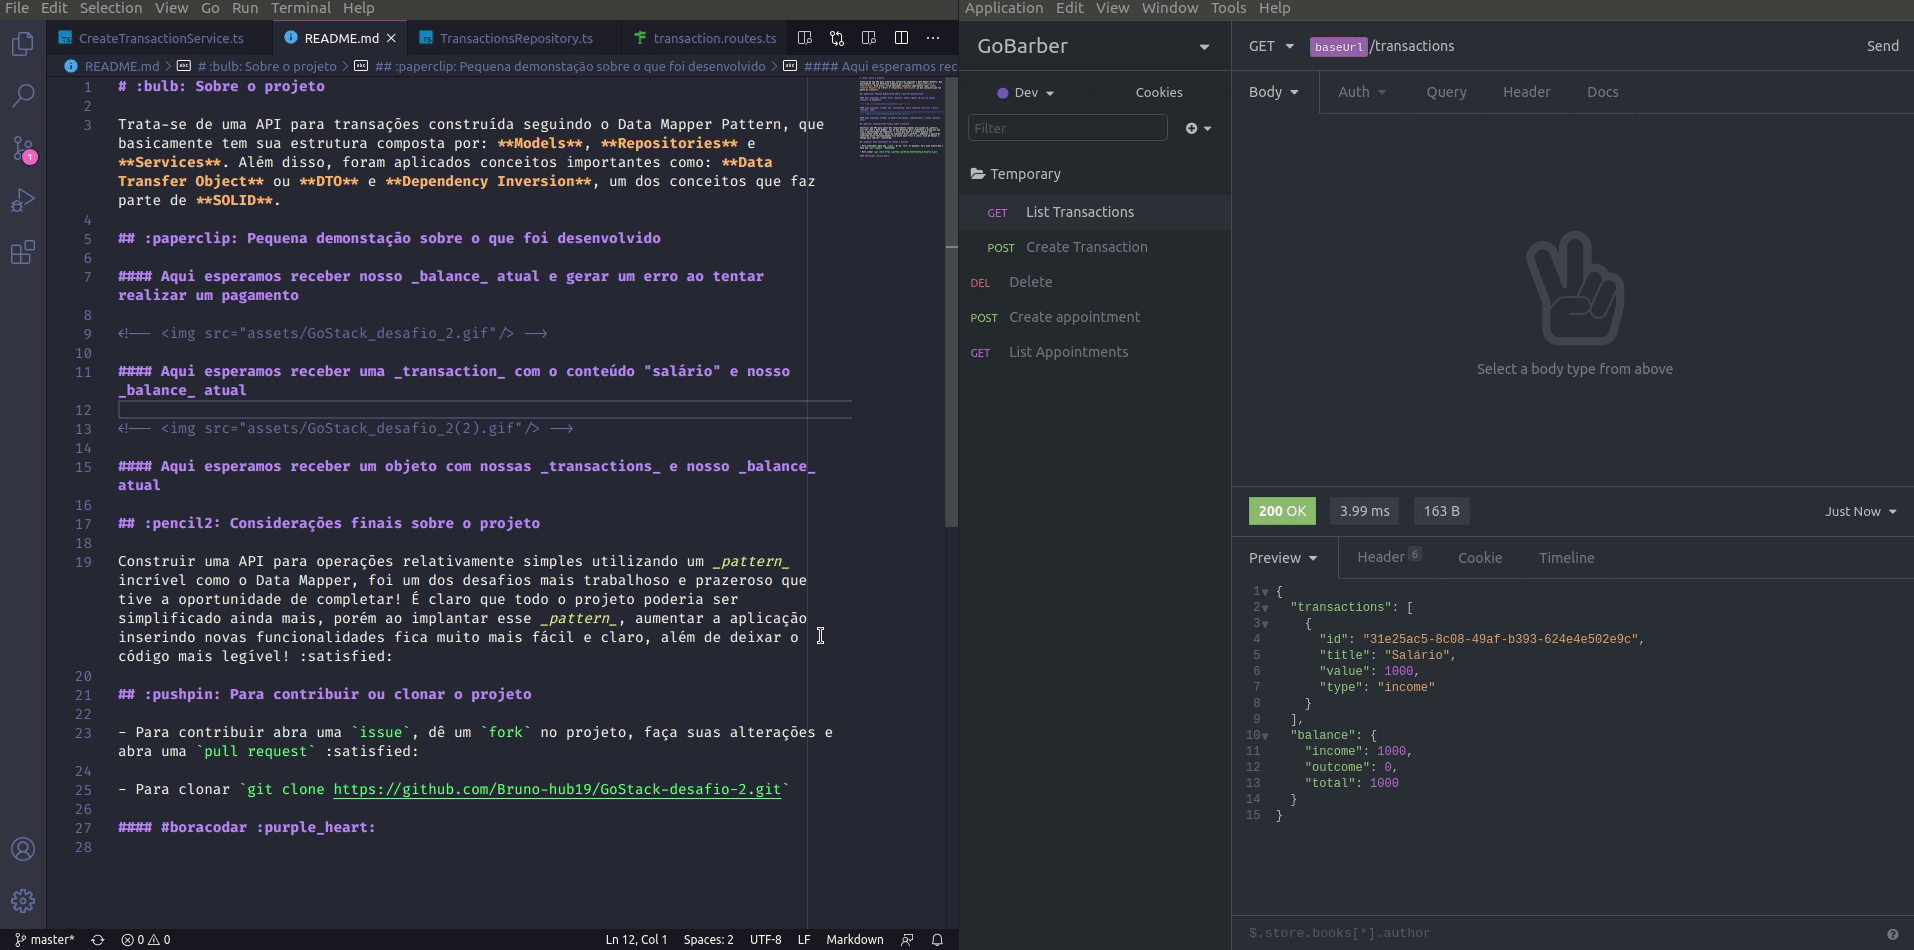 File Edit Selection View Go Run Terminal Help
CreateTransactionService.ts README.md TransactionsRepository.ts transaction.routes.ts
README.md > # :bulb: Sobre o projeto > ## :paperclip: Pequena demonstação sobre o que foi desenvolvido > #### Aqui esperamos rec
1 # :bulb: Sobre o projeto
2
3 Trata-se de uma API para transações construída seguindo o Data Mapper Pattern, que
basicamente tem sua estrutura composta por: **Models**, **Repositories** e
**Services**. Além disso, foram aplicados conceitos importantes como: **Data
Transfer Object** ou **DTO** e **Dependency Inversion**, um dos conceitos que faz
parte de **SOLID**.
4
5 ## :paperclip: Pequena demonstação sobre o que foi desenvolvido
6
7 #### Aqui esperamos receber nosso _balance_ atual e gerar um erro ao tentar
realizar um pagamento
8
9 <!-- <img src="assets/GoStack_desafio_2.gif"/> -->
10
11 #### Aqui esperamos receber uma _transaction_ com o conteúdo "salário" e nosso
_balance_ atual
12
13 <!-- <img src="assets/GoStack_desafio_2(2).gif"/> -->
14
15 #### Aqui esperamos receber um objeto com nossas _transactions_ e nosso _balance_
atual
16
17 ## :pencil2: Considerações finais sobre o projeto
18
19 Construir uma API para operações relativamente simples utilizando um _pattern_
incrível como o Data Mapper, foi um dos desafios mais trabalhoso e prazeroso que
tive a oportunidade de completar! É claro que todo o projeto poderia ser
simplificado ainda mais, porém ao implantar esse _pattern_, aumentar a aplicação
inserindo novas funcionalidades fica muito mais fácil e claro, além de deixar o
código mais legível! :satisfied:
20
21 ## :pushpin: Para contribuir ou clonar o projeto
22
23 - Para contribuir abra uma `issue`, dê um `fork` no projeto, faça suas alterações e
abra uma `pull request` :satisfied:
24
25 - Para clonar `git clone https://github.com/Bruno-hub19/GoStack-desafio-2.git`
26
27 #### #boracodar :purple_heart:
28
1
master* 0 0 Ln 12, Col 1 Spaces: 2 UTF-8 LF Markdown
Application Edit View Window Tools Help
GoBarber
Dev Cookies
Filter
Temporary
GET List Transactions
POST Create Transaction
DEL Delete
POST Create appointment
GET List Appointments
GET baseUrl /transactions Send
Body Auth Query Header Docs
Select a body type from above
200 OK 3.99 ms 163 B Just Now
Preview Header 6 Cookie Timeline
1 {
2 "transactions": [
3 {
4 "id": "31e25ac5-8c08-49af-b393-624e4e502e9c",
5 "title": "Salário",
6 "value": 1000,
7 "type": "income"
8 }
9 ],
10 "balance": {
11 "income": 1000,
12 "outcome": 0,
13 "total": 1000
14 }
15 }
$.store.books[*].author